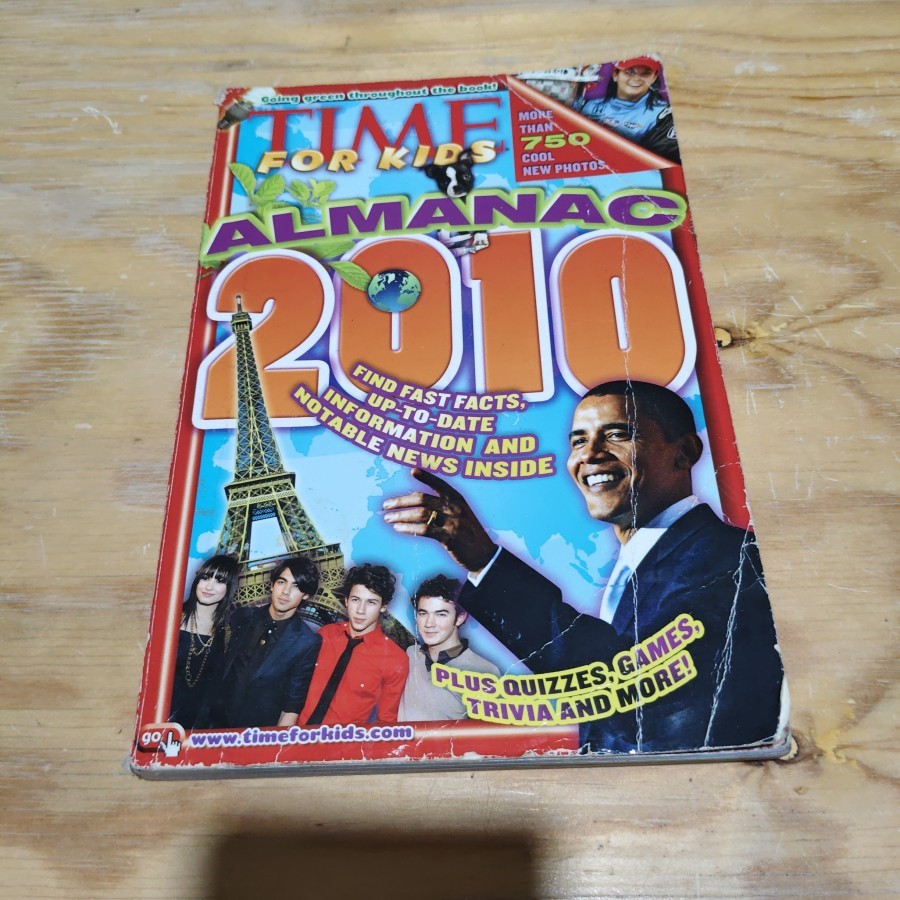 Going green throughout the book!
TIME
FOR KIDS
MORE
THAN
750
COOL
NEW PHOTOS
ALMANAC
2010
FIND FAST FACTS,
UP-TO-DATE
INFORMATION AND
NOTABLE NEWS INSIDE
PLUS QUIZZES, GAMES,
TRIVIA AND MORE!
go
www.timeforkids.com